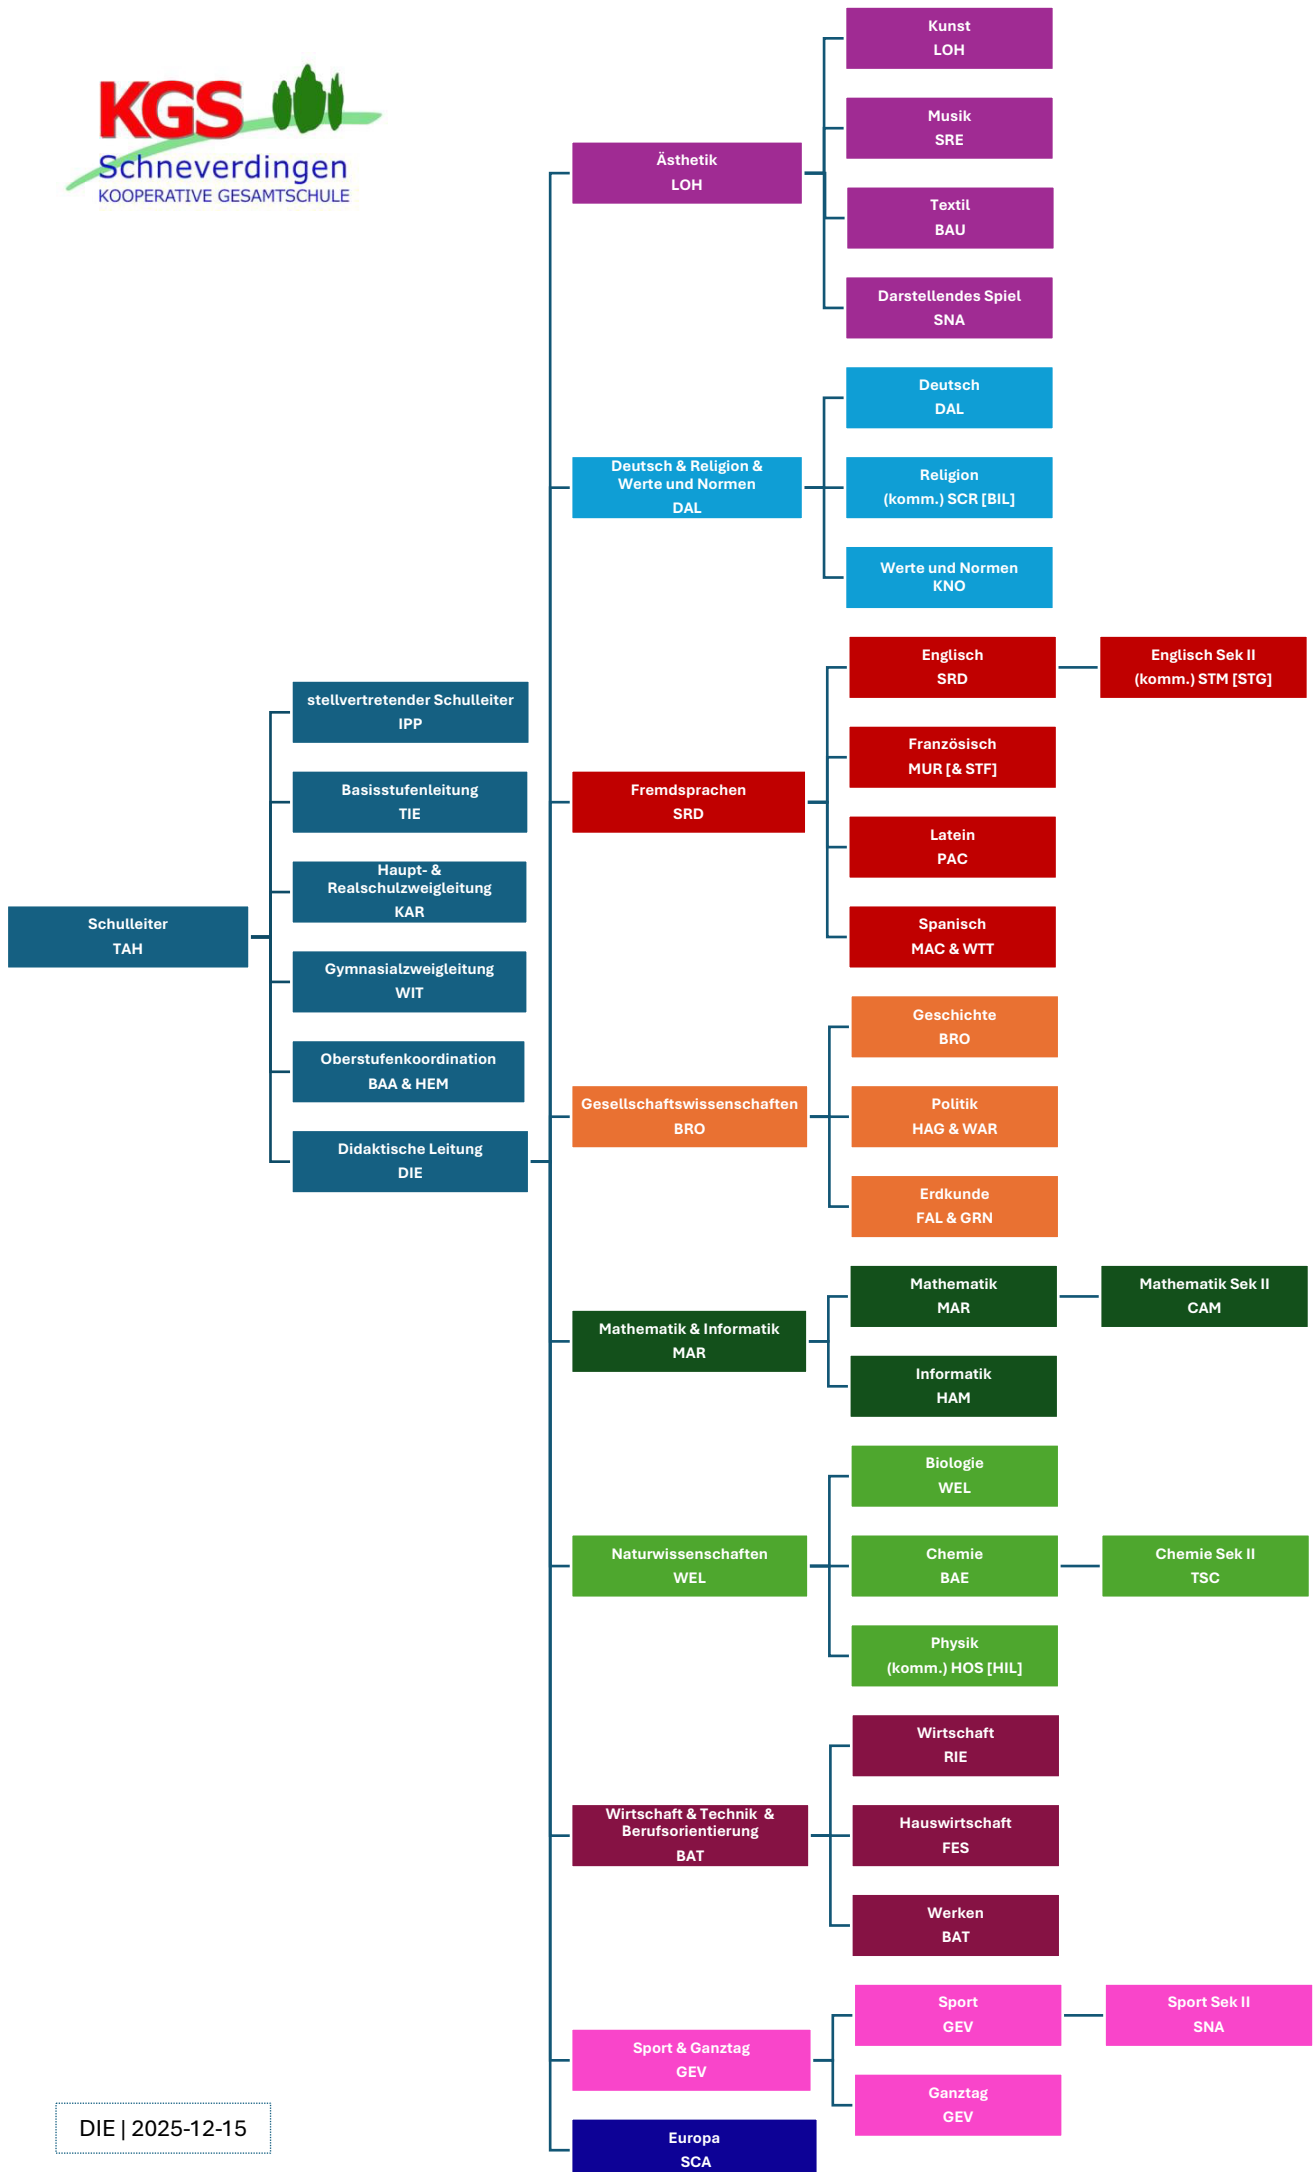 KGS
Schneverdingen
KOOPERATIVE GESAMTSCHULE
Schulleiter
TAH
stellvertretender Schulleiter
IPP
Basisstufenleitung
TIE
Haupt- &
Realschulzweigleitung
KAR
Gymnasialzweigleitung
WIT
Oberstufenkoordination
BAA & HEM
Didaktische Leitung
DIE
Ästhetik
LOH
Kunst
LOH
Musik
SRE
Textil
BAU
Darstellendes Spiel
SNA
Deutsch & Religion &
Werte und Normen
DAL
Deutsch
DAL
Religion
(komm.) SCR [BIL]
Werte und Normen
KNO
Fremdsprachen
SRD
Englisch
SRD
Englisch Sek II
(komm.) STM [STG]
Französisch
MUR [& STF]
Latein
PAC
Spanisch
MAC & WTT
Gesellschaftswissenschaften
BRO
Geschichte
BRO
Politik
HAG & WAR
Erdkunde
FAL & GRN
Mathematik & Informatik
MAR
Mathematik
MAR
Mathematik Sek II
CAM
Informatik
HAM
Naturwissenschaften
WEL
Biologie
WEL
Chemie
BAE
Chemie Sek II
TSC
Physik
(komm.) HOS [HIL]
Wirtschaft & Technik &
Berufsorientierung
BAT
Wirtschaft
RIE
Hauswirtschaft
FES
Werken
BAT
Sport & Ganztag
GEV
Sport
GEV
Sport Sek II
SNA
Ganztag
GEV
Europa
SCA
DIE | 2025-12-15